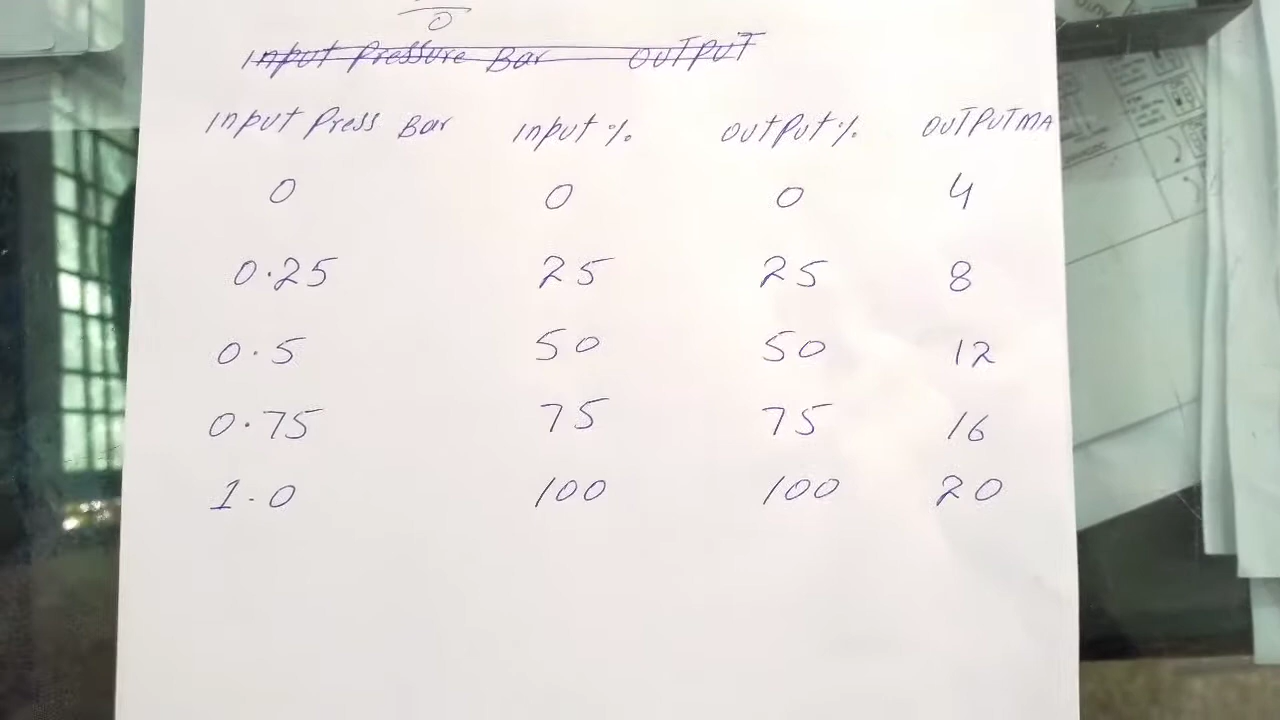 0
Input Pressure Bar OUTPUT
Input Press Bar Input % OUTPUT % OUTPUT MA
0 0 0 4
0.25 25 25 8
0.5 50 50 12
0.75 75 75 16
1.0 100 100 20